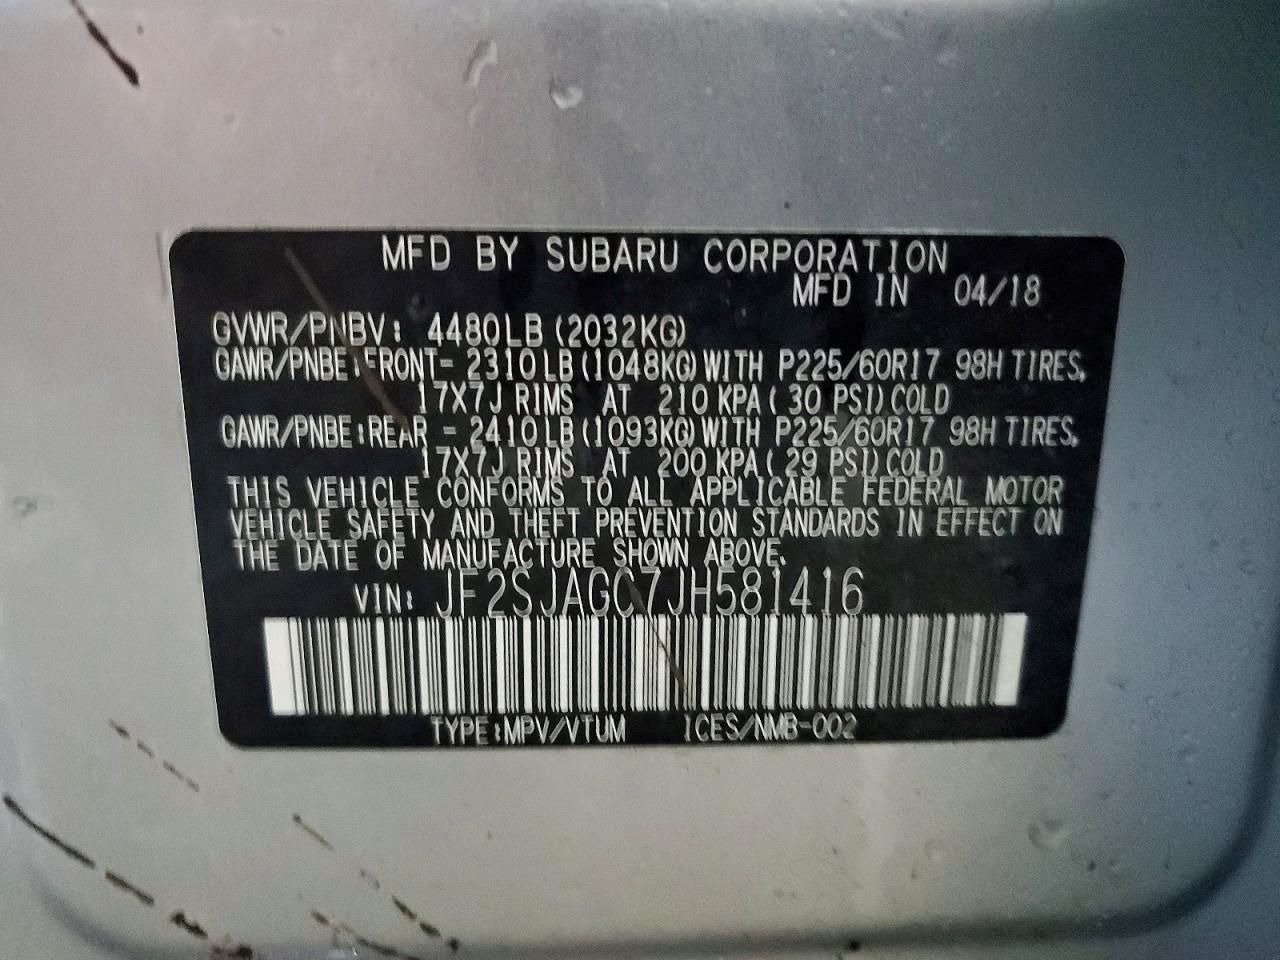 MFD BY SUBARU CORPORATION
MFD IN 04/18
GVWR/PNBV: 4480LB (2032KG)
GAWR/PNBE:FRONT- 2310LB (1048KG) WITH P225/60R17 98H TIRES,
17X7J RIMS AT 210 KPA ( 30 PSI) COLD
GAWR/PNBE:REAR - 2410LB (1093KG) WITH P225/60R17 98H TIRES,
17X7J RIMS AT 200 KPA ( 29 PSI) COLD
THIS VEHICLE CONFORMS TO ALL APPLICABLE FEDERAL MOTOR
VEHICLE SAFETY AND THEFT PREVENTION STANDARDS IN EFFECT ON
THE DATE OF MANUFACTURE SHOWN ABOVE.
VIN: JF2SJAGC7JH581416
TYPE:MPV/VTUM ICES/NMB-002